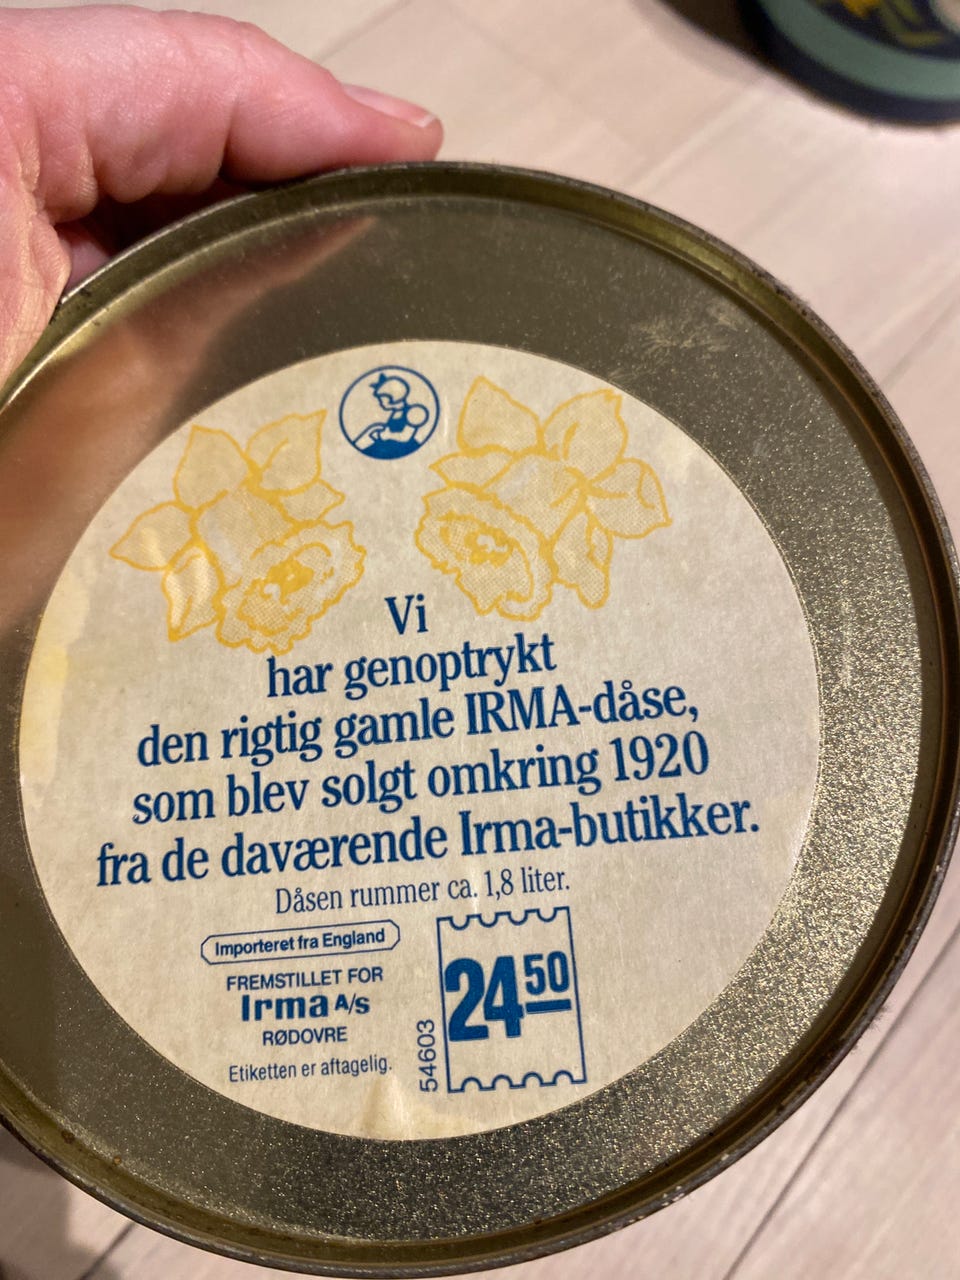 Vi
har genoptrykt
den rigtig gamle IRMA-dåse,
som blev solgt omkring 1920
fra de daværende Irma-butikker.
Dåsen rummer ca. 1,8 liter.
Importeret fra England
FREMSTILLET FOR
Irma A/s
RØDOVRE
Etiketten er aftagelig.
54603
24 50